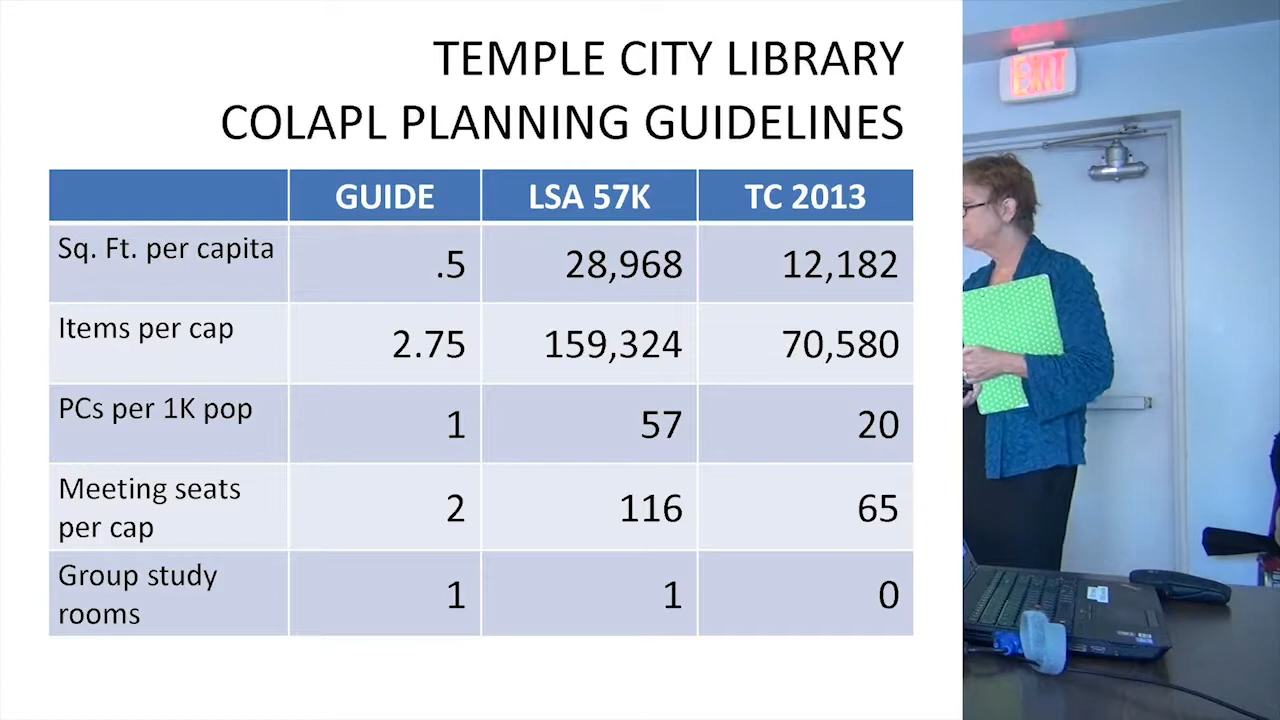 TEMPLE CITY LIBRARY
COLAPL PLANNING GUIDELINES
GUIDE LSA 57K TC 2013
Sq. Ft. per capita .5 28,968 12,182
Items per cap 2.75 159,324 70,580
PCs per 1K pop 1 57 20
Meeting seats
per cap 2 116 65
Group study
rooms 1 1 0
EXIT